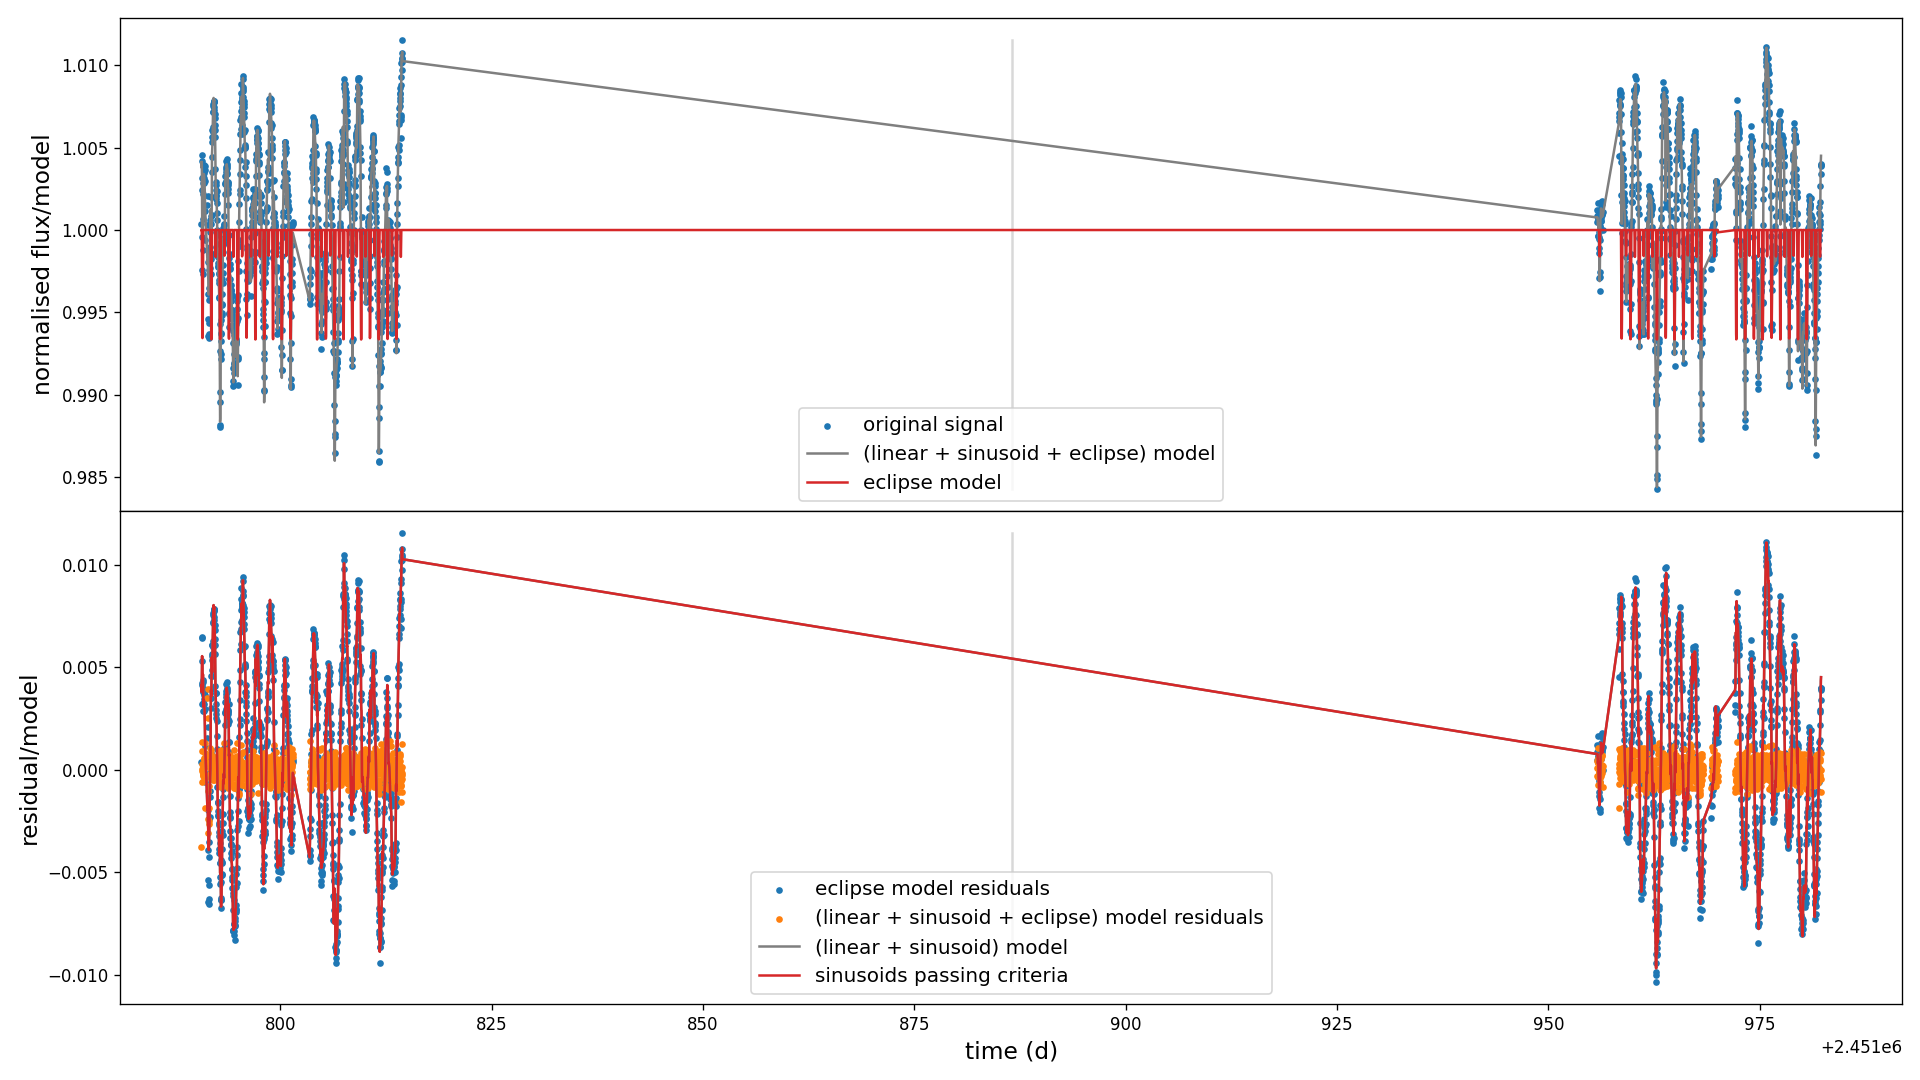 1.010
1.005
1.000
0.995
0.990
0.985
normalised flux/model
original signal
(linear + sinusoid + eclipse) model
eclipse model
0.010
0.005
0.000
−0.005
−0.010
residual/model
eclipse model residuals
(linear + sinusoid + eclipse) model residuals
(linear + sinusoid) model
sinusoids passing criteria
800 825 850 875 900 925 950 975
time (d)
+2.451e6